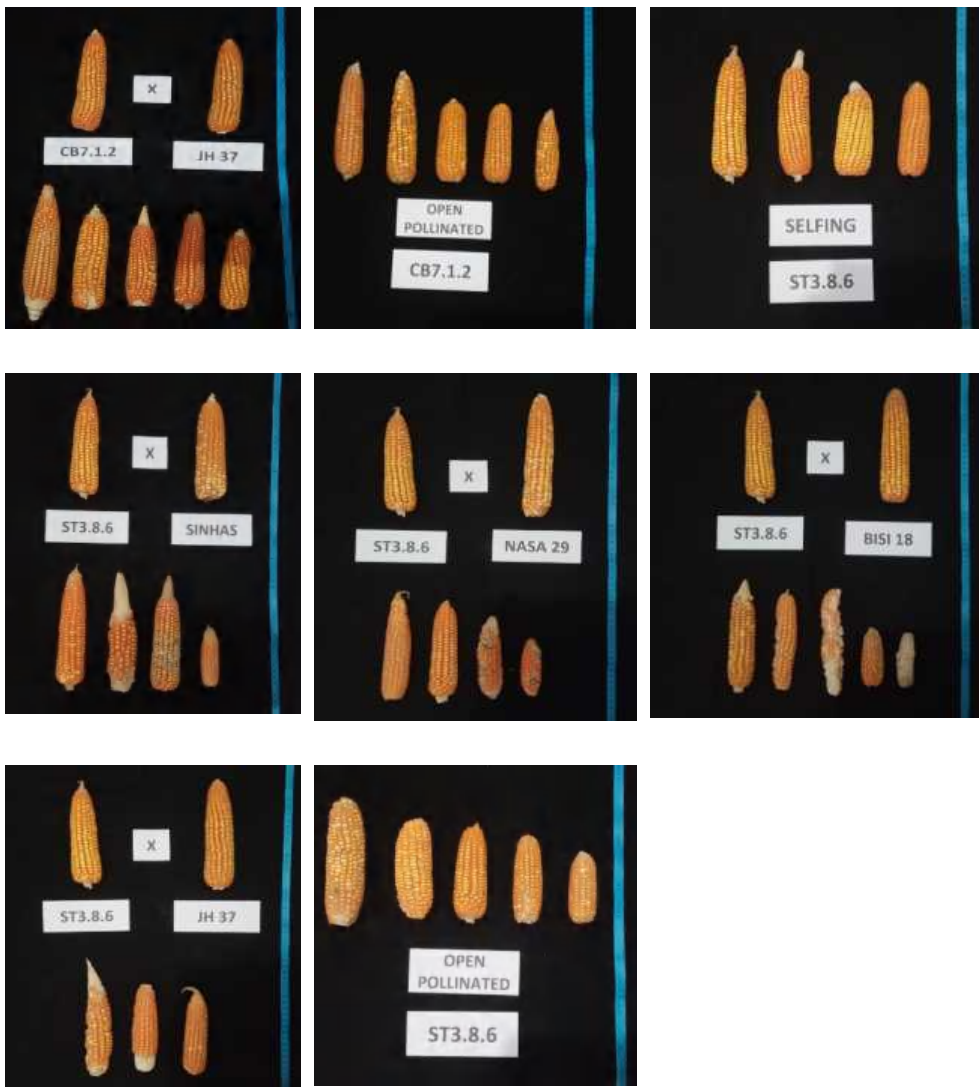 X
CB7.1.2
JH 37
OPEN
POLLINATED
CB7.1.2
SELFING
ST3.8.6
X
ST3.8.6
SINHAS
X
ST3.8.6
NASA 29
X
ST3.8.6
BISI 18
X
ST3.8.6
JH 37
OPEN
POLLINATED
ST3.8.6